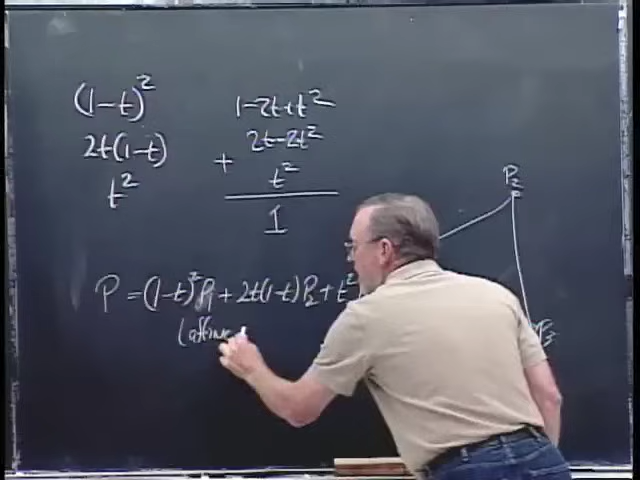 (1-t)²
2t(1-t)
t²
1-2t+t²
2t-2t²
+ t²
1
P₂
P = (1-t)²P₁ + 2t(1-t)P₂ + t²
(affine
P₃